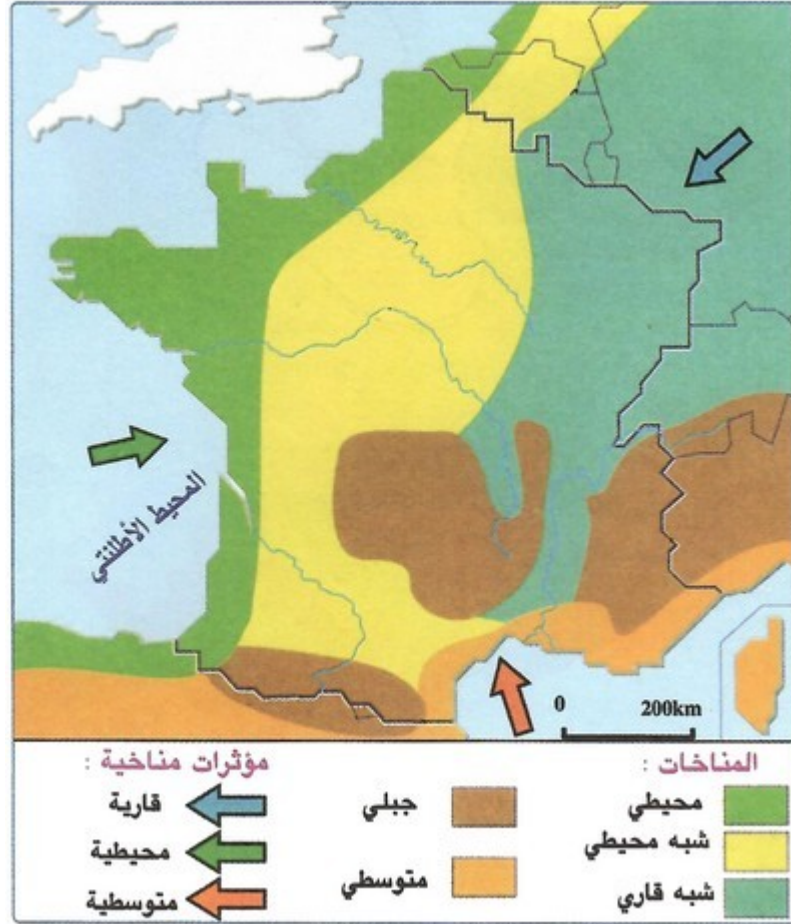 المحيط الأطلنتي
0 200km
المناخات :
محيطي
شبه محيطي
شبه قاري
جبلي
متوسطي
مؤثرات مناخية :
قارية
محيطية
متوسطية